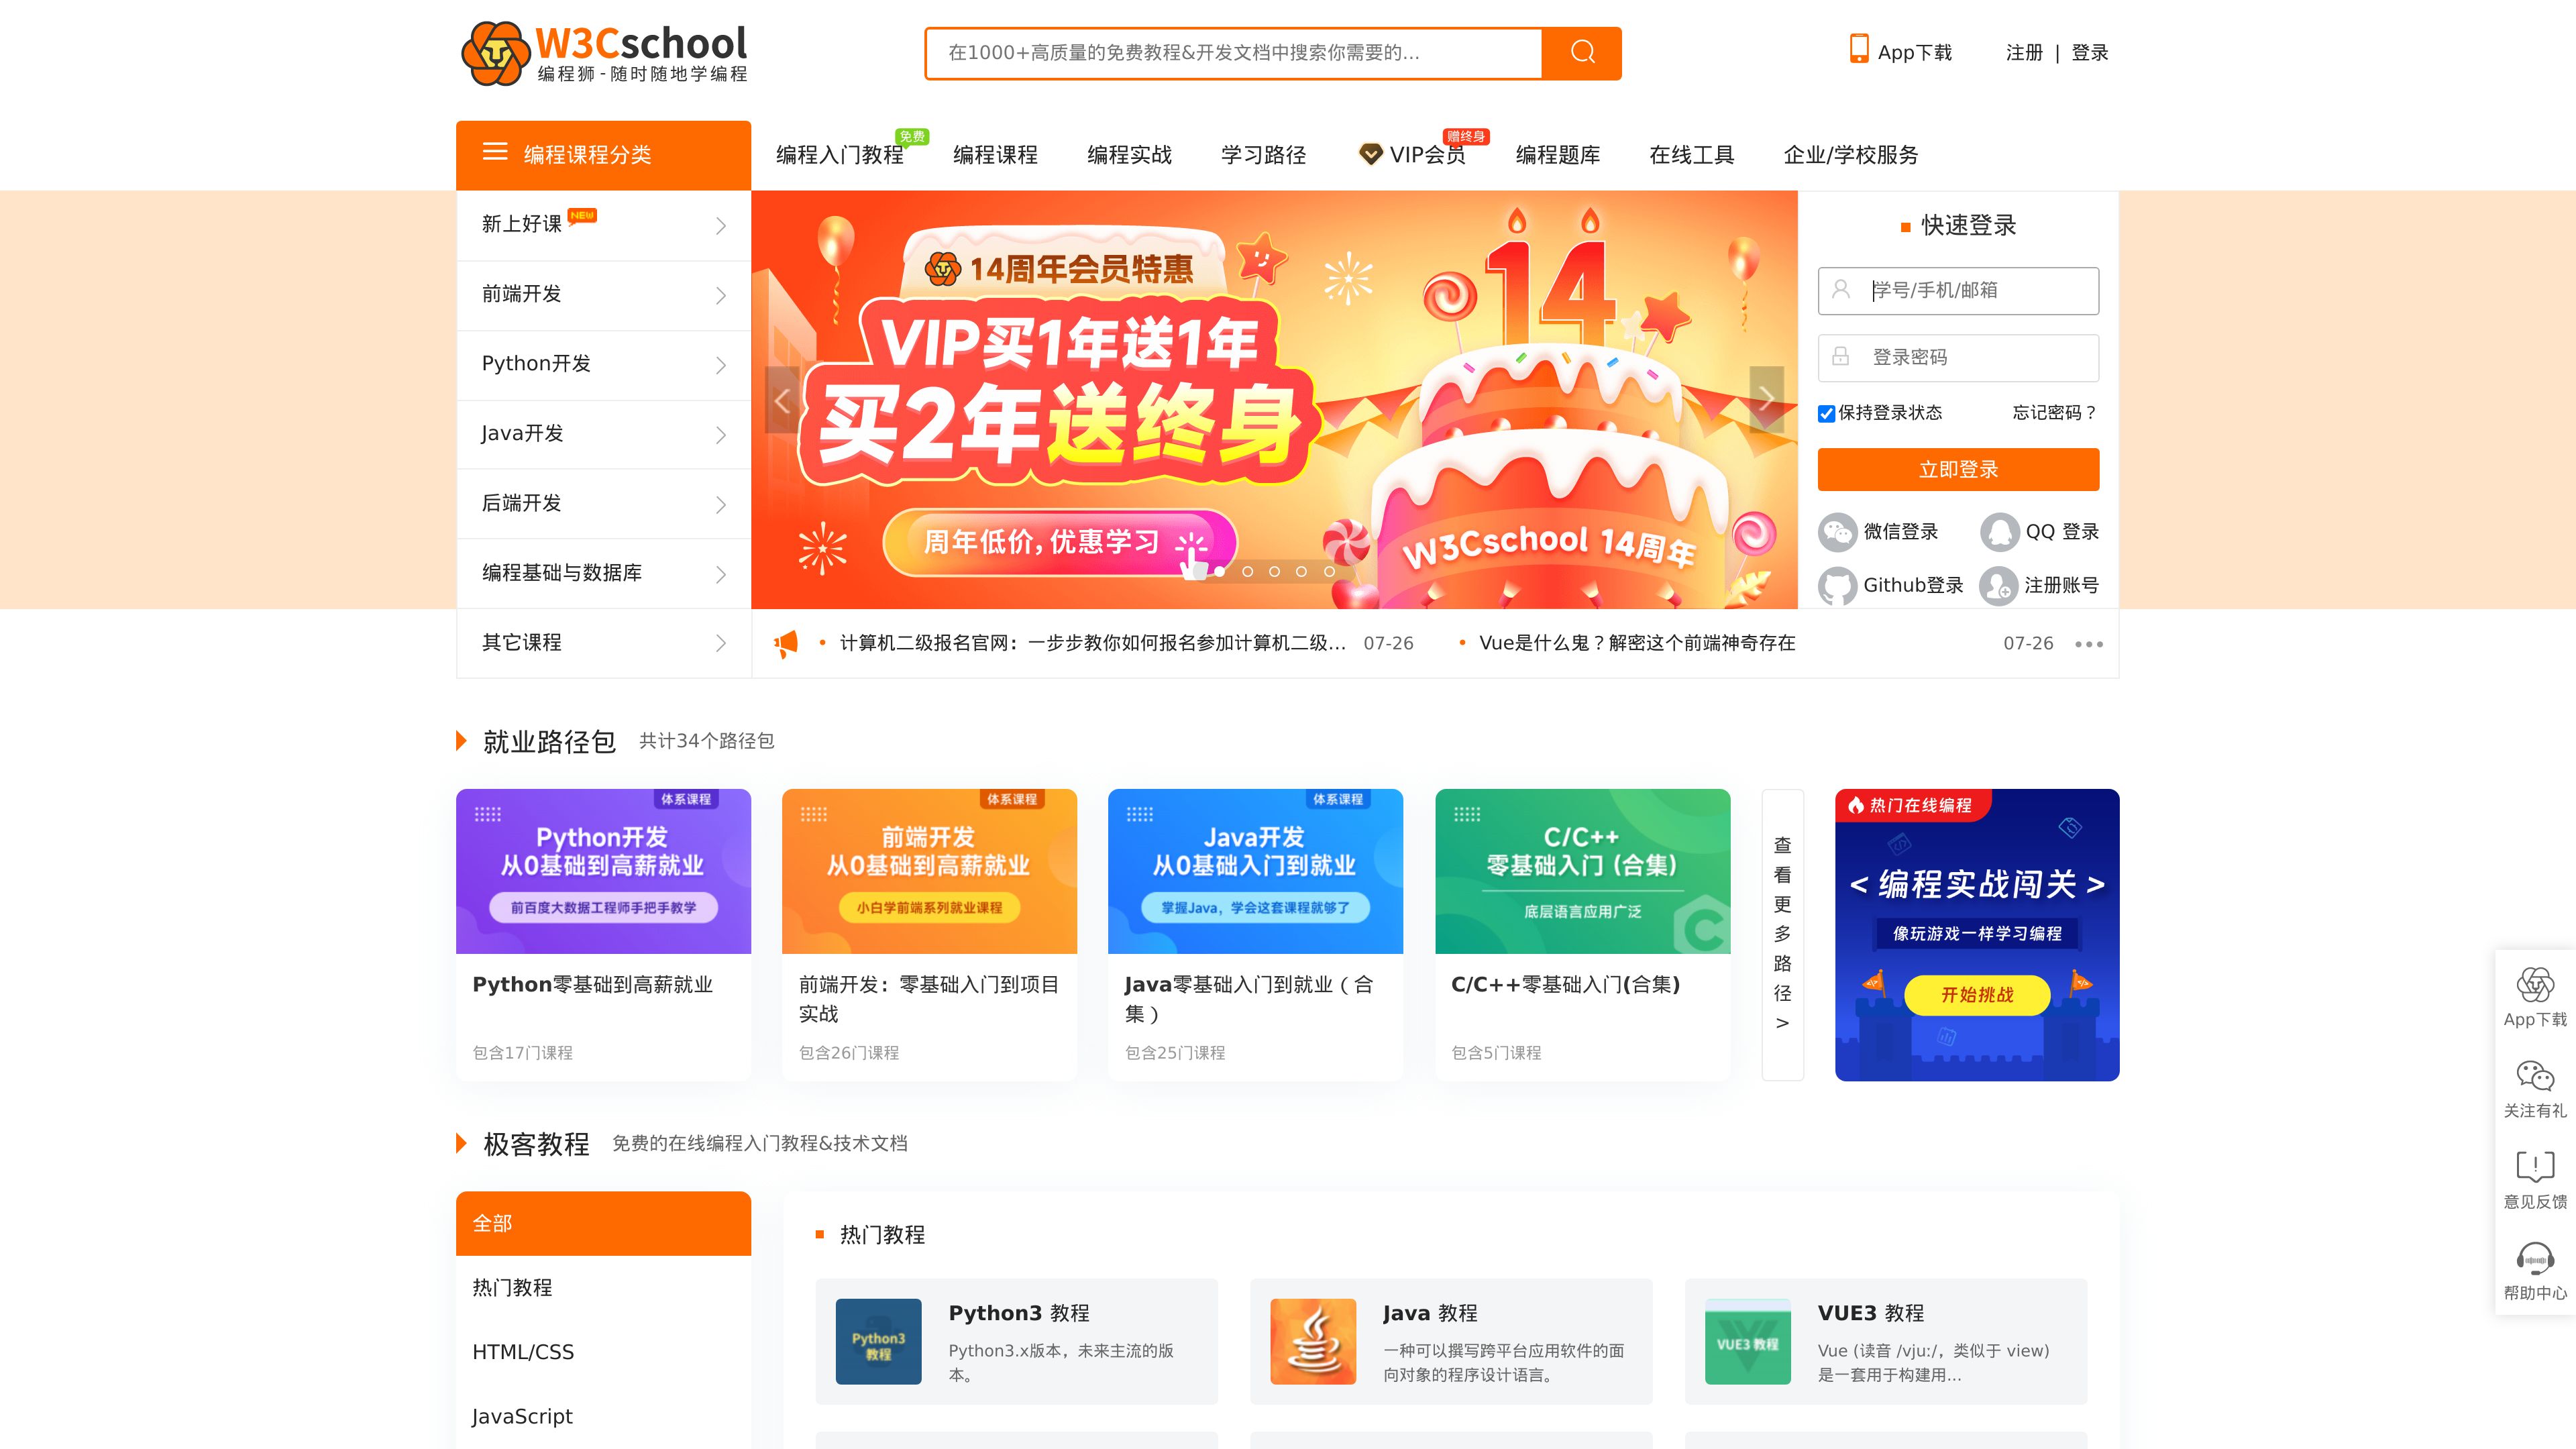 W3Cschool
编程狮-随时随地学编程
在1000+高质量的免费教程&开发文档中搜索你需要的...
App下载
注册 | 登录
编程课程分类
编程入门教程
免费
编程课程
编程实战
学习路径
VIP会员
赠终身
编程题库
在线工具
企业/学校服务
新上好课 NEW
前端开发
Python开发
Java开发
后端开发
编程基础与数据库
其它课程
14周年会员特惠
VIP买1年送1年
买2年送终身
周年低价,优惠学习
14
W3Cschool 14周年
快速登录
学号/手机/邮箱
登录密码
保持登录状态
忘记密码？
立即登录
微信登录
QQ 登录
Github登录
注册账号
计算机二级报名官网：一步步教你如何报名参加计算机二级... 07-26
Vue是什么鬼？解密这个前端神奇存在 07-26
就业路径包 共计34个路径包
体系课程
Python开发
从0基础到高薪就业
前百度大数据工程师手把手教学
Python零基础到高薪就业
包含17门课程
体系课程
前端开发
从0基础到高薪就业
小白学前端系列就业课程
前端开发：零基础入门到项目
实战
包含26门课程
体系课程
Java开发
从0基础入门到就业
掌握Java，学会这套课程就够了
Java零基础入门到就业（合
集）
包含25门课程
C/C++
零基础入门 (合集)
底层语言应用广泛
C
C/C++零基础入门(合集)
包含5门课程
查
看
更
多
路
径
>
热门在线编程
<编程实战闯关>
像玩游戏一样学习编程
开始挑战
极客教程 免费的在线编程入门教程&技术文档
全部
热门教程
HTML/CSS
JavaScript
热门教程
Python3
教程
Python3 教程
Python3.x版本，未来主流的版
本。
Java 教程
一种可以撰写跨平台应用软件的面
向对象的程序设计语言。
VUE3 教程
VUE3 教程
Vue (读音 /vjuː/，类似于 view)
是一套用于构建用...
App下载
关注有礼
意见反馈
帮助中心